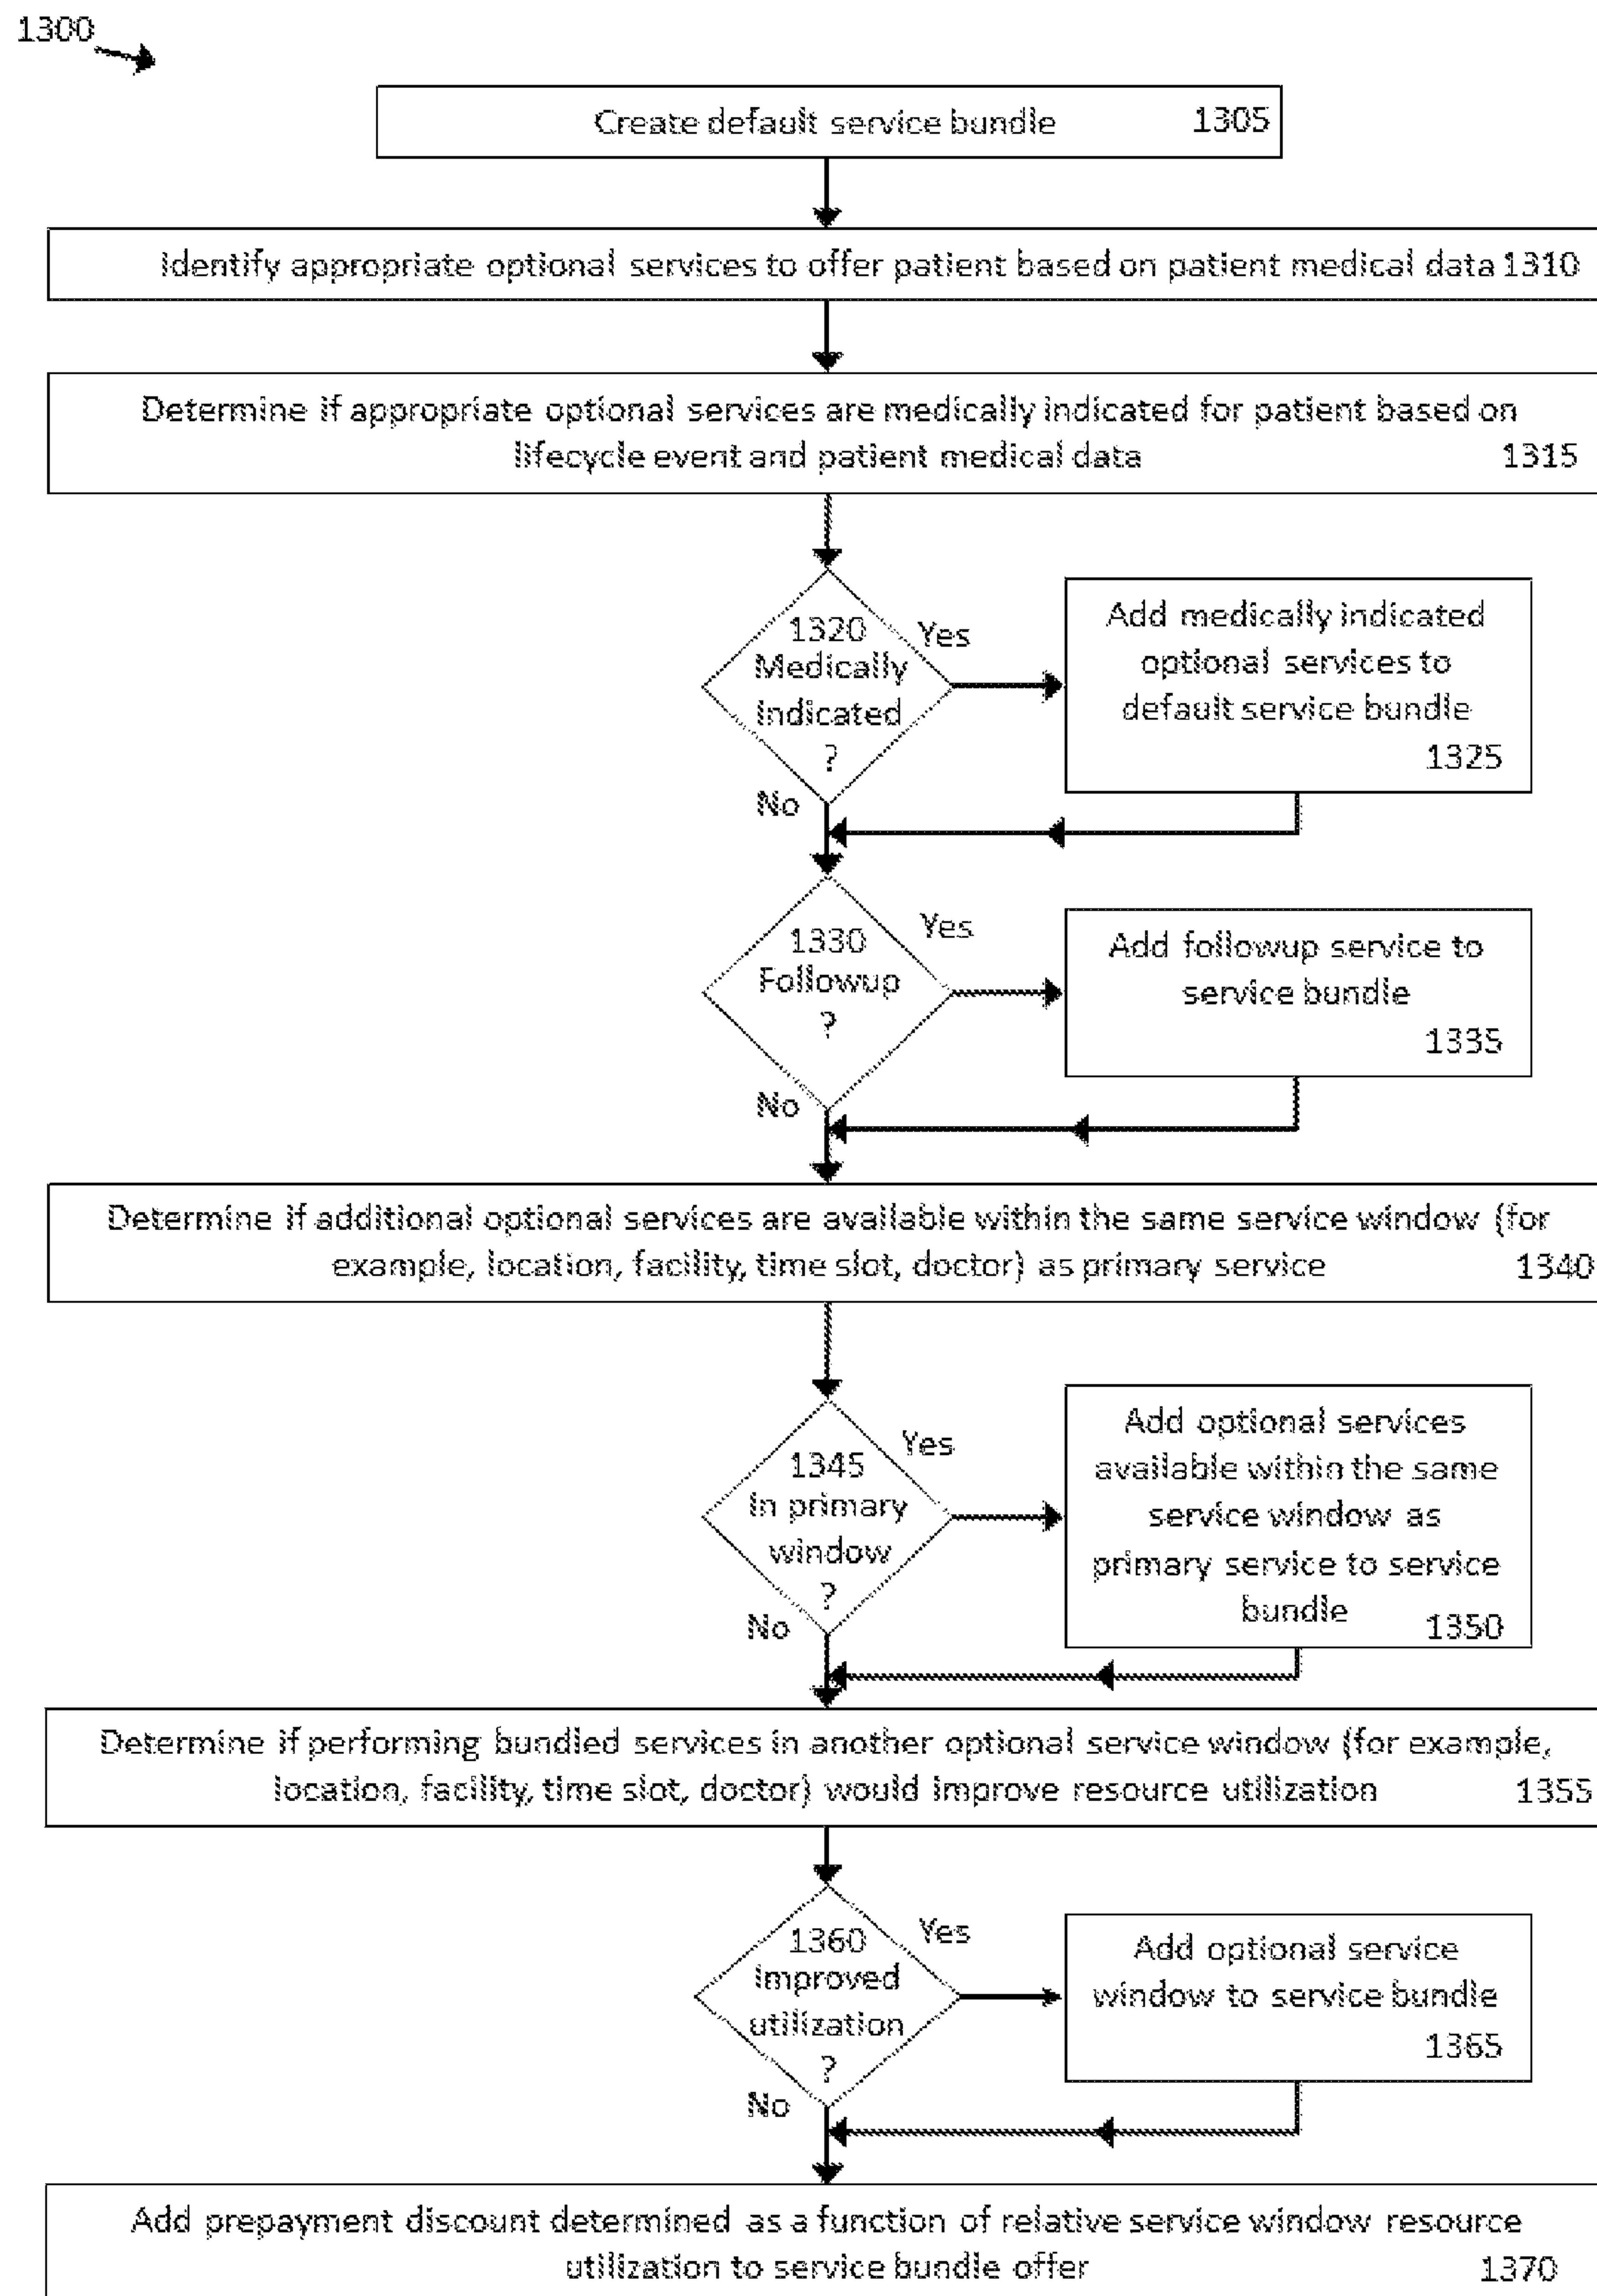 1300
Create default service bundle 1305
Identify appropriate optional services to offer patient based on patient medical data 1310
Determine if appropriate optional services are medically indicated for patient based on
lifecycle event and patient medical data 1315
1320
Medically
Indicated
?
Yes
No
Add medically indicated
optional services to
default service bundle
1325
1330
Followup
?
Yes
No
Add followup service to
service bundle
1335
Determine if additional optional services are available within the same service window (for
example, location, facility, time slot, doctor) as primary service 1340
1345
In primary
window
?
Yes
No
Add optional services
available within the same
service window as
primary service to service
bundle
1350
Determine if performing bundled services in another optional service window (for example,
location, facility, time slot, doctor) would improve resource utilization 1355
1360
Improved
utilization
?
Yes
No
Add optional service
window to service bundle
1365
Add prepayment discount determined as a function of relative service window resource
utilization to service bundle offer 1370